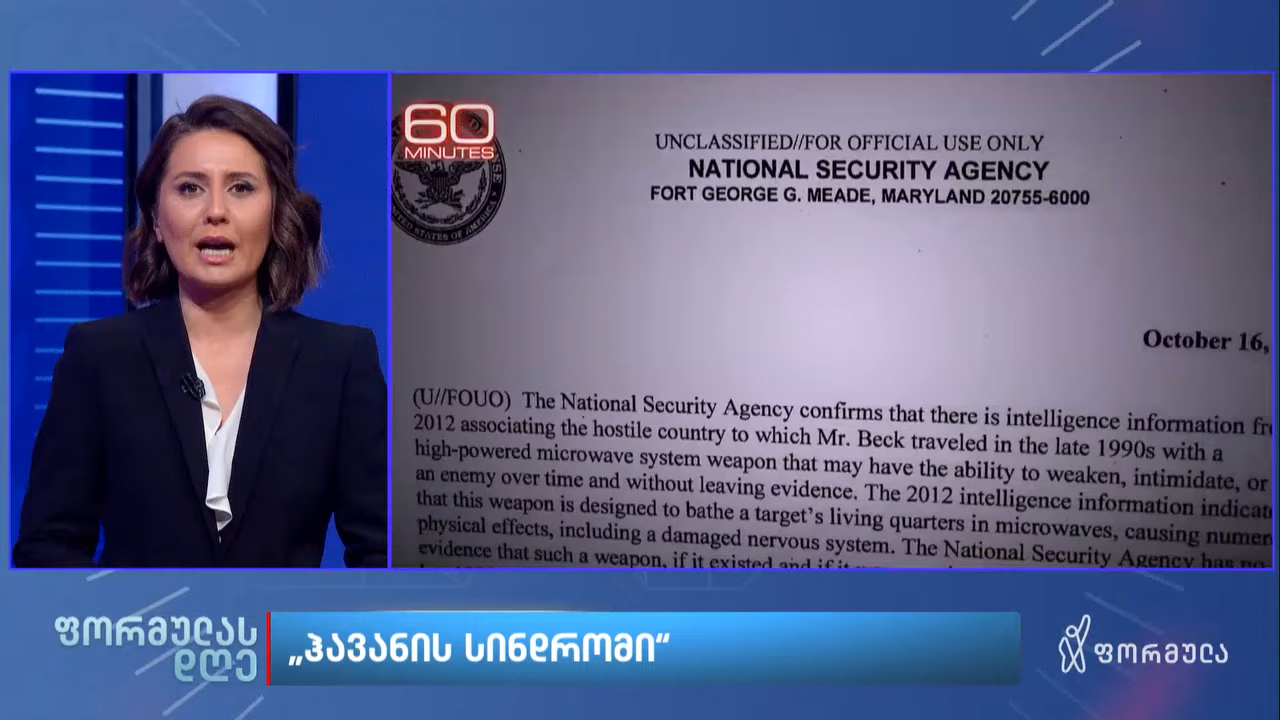 60
MINUTES
UNITED STATES OF AMERICA
UNCLASSIFIED//FOR OFFICIAL USE ONLY
NATIONAL SECURITY AGENCY
FORT GEORGE G. MEADE, MARYLAND 20755-6000
October 16,
(U//FOUO) The National Security Agency confirms that there is intelligence information
2012 associating the hostile country to which Mr. Beck traveled in the late 1990s with a
high-powered microwave system weapon that may have the ability to weaken, intimidate, or
an enemy over time and without leaving evidence. The 2012 intelligence information
that this weapon is designed to bathe a target's living quarters in microwaves, causing
physical effects, including a damaged nervous system. The National Security Agency has no
evidence that such a weapon, if it existed and if it
ფორმულას
დღე
„ჰავანის სინდრომი“
ფორმულა